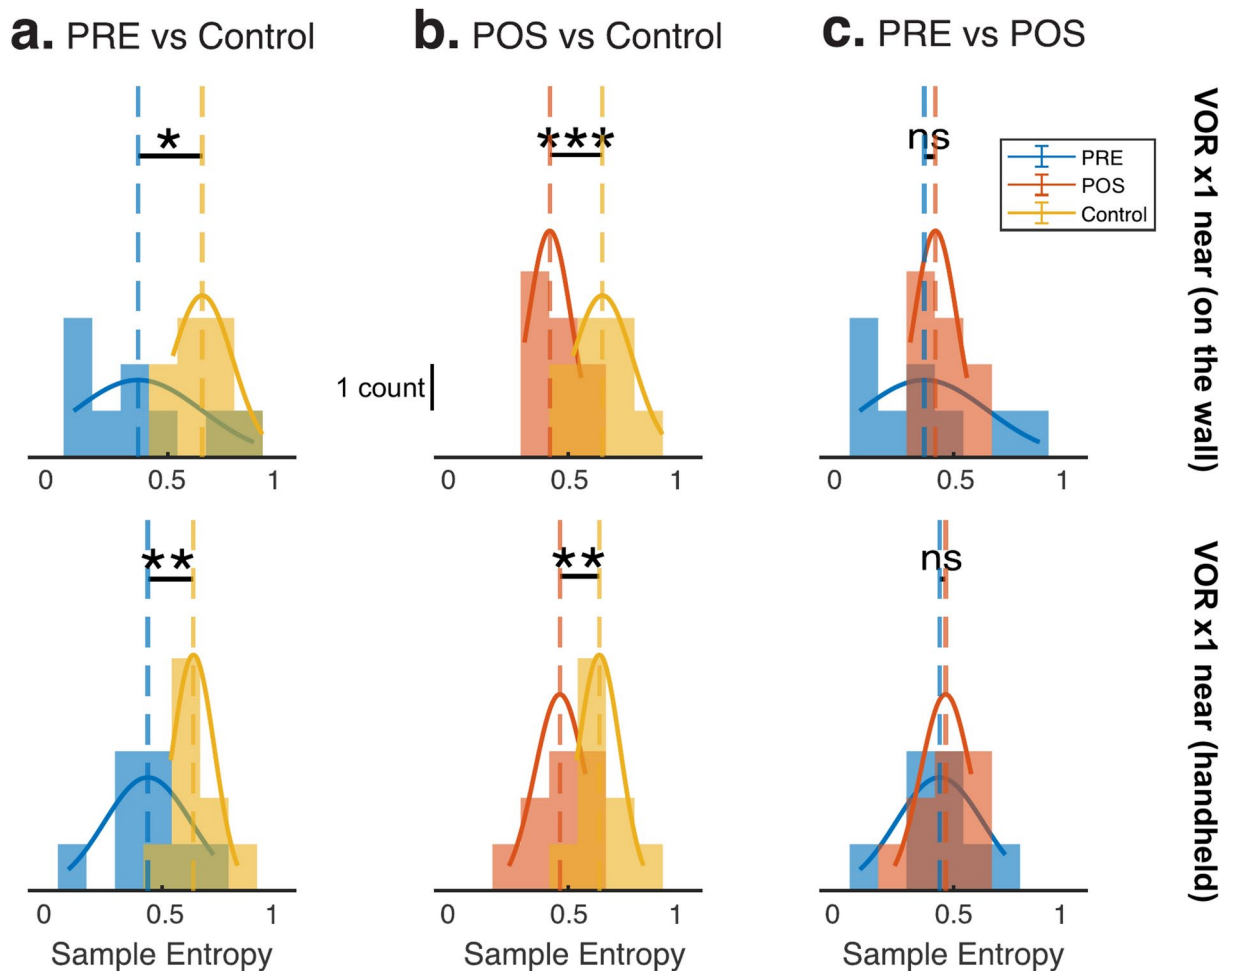 a. PRE vs Control
b. POS vs Control
c. PRE vs POS
*
***
ns
PRE
POS
Control
VOR x1 near (on the wall)
1 count
0 0.5 1
0 0.5 1
0 0.5 1
**
**
ns
VOR x1 near (handheld)
0 0.5 1
0 0.5 1
0 0.5 1
Sample Entropy
Sample Entropy
Sample Entropy